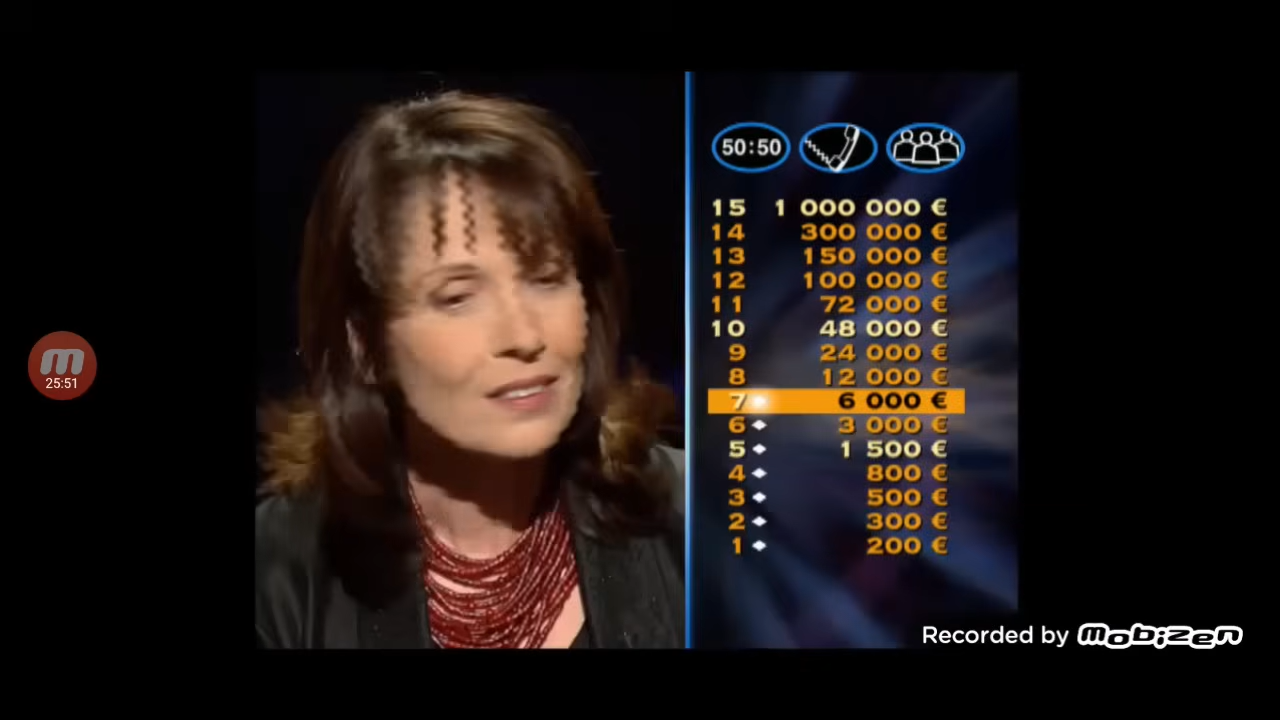 50:50
15 1 000 000 €
14 300 000 €
13 150 000 €
12 100 000 €
11 72 000 €
10 48 000 €
9 24 000 €
8 12 000 €
7 6 000 €
6 3 000 €
5 1 500 €
4 800 €
3 500 €
2 300 €
1 200 €
25:51
Recorded by mobizen